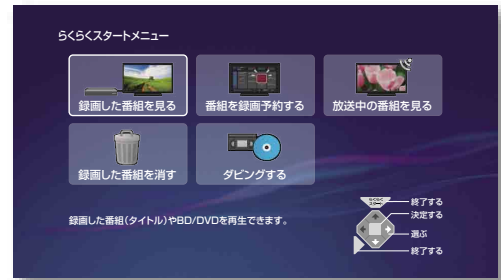 らくらくスタートメニュー
録画した番組を見る
番組を録画予約する
放送中の番組を見る
録画した番組を消す
ダビングする
録画した番組(タイトル)やBD/DVDを再生できます。
終了する
決定する
選ぶ
終了する